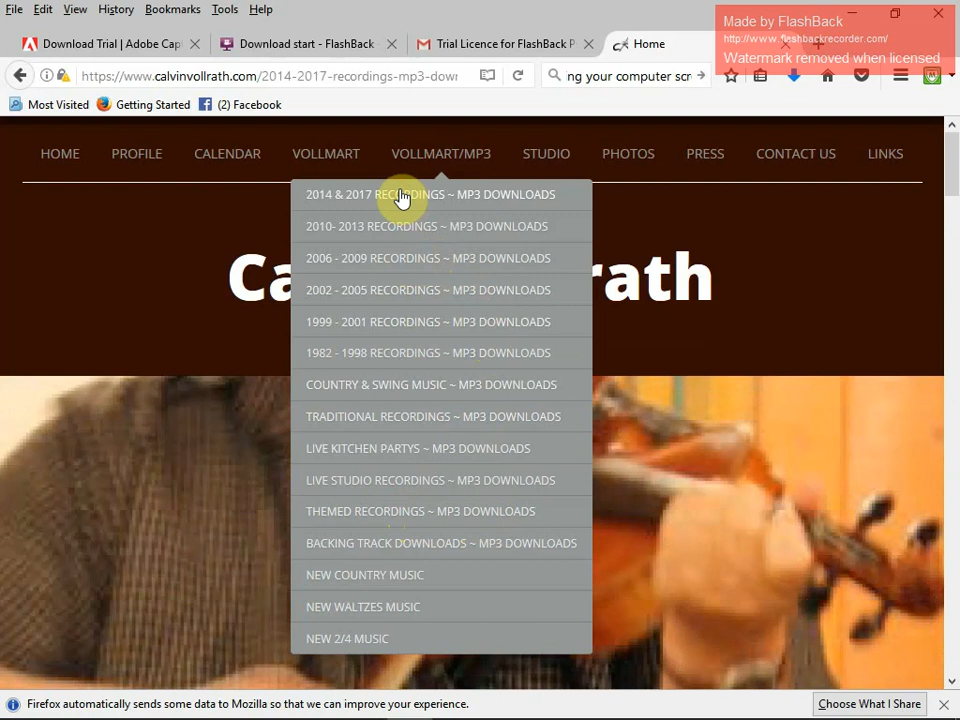 File Edit View History Bookmarks Tools Help
Made by FlashBack
http://www.flashbackrecorder.com/
Watermark removed when licensed
Download Trial | Adobe Cap
Download start - FlashBack
Trial Licence for FlashBack P
Home
https://www.calvinvollrath.com/2014-2017-recordings-mp3-dow
ng your computer scr
Most Visited Getting Started (2) Facebook
HOME PROFILE CALENDAR VOLLMART VOLLMART/MP3 STUDIO PHOTOS PRESS CONTACT US LINKS
2014 & 2017 RECORDINGS ~ MP3 DOWNLOADS
2010- 2013 RECORDINGS ~ MP3 DOWNLOADS
2006 - 2009 RECORDINGS ~ MP3 DOWNLOADS
2002 - 2005 RECORDINGS ~ MP3 DOWNLOADS
1999 - 2001 RECORDINGS ~ MP3 DOWNLOADS
1982 - 1998 RECORDINGS ~ MP3 DOWNLOADS
COUNTRY & SWING MUSIC ~ MP3 DOWNLOADS
TRADITIONAL RECORDINGS ~ MP3 DOWNLOADS
LIVE KITCHEN PARTYS ~ MP3 DOWNLOADS
LIVE STUDIO RECORDINGS ~ MP3 DOWNLOADS
THEMED RECORDINGS ~ MP3 DOWNLOADS
BACKING TRACK DOWNLOADS ~ MP3 DOWNLOADS
NEW COUNTRY MUSIC
NEW WALTZES MUSIC
NEW 2/4 MUSIC
Ca rath
Firefox automatically sends some data to Mozilla so that we can improve your experience.
Choose What I Share